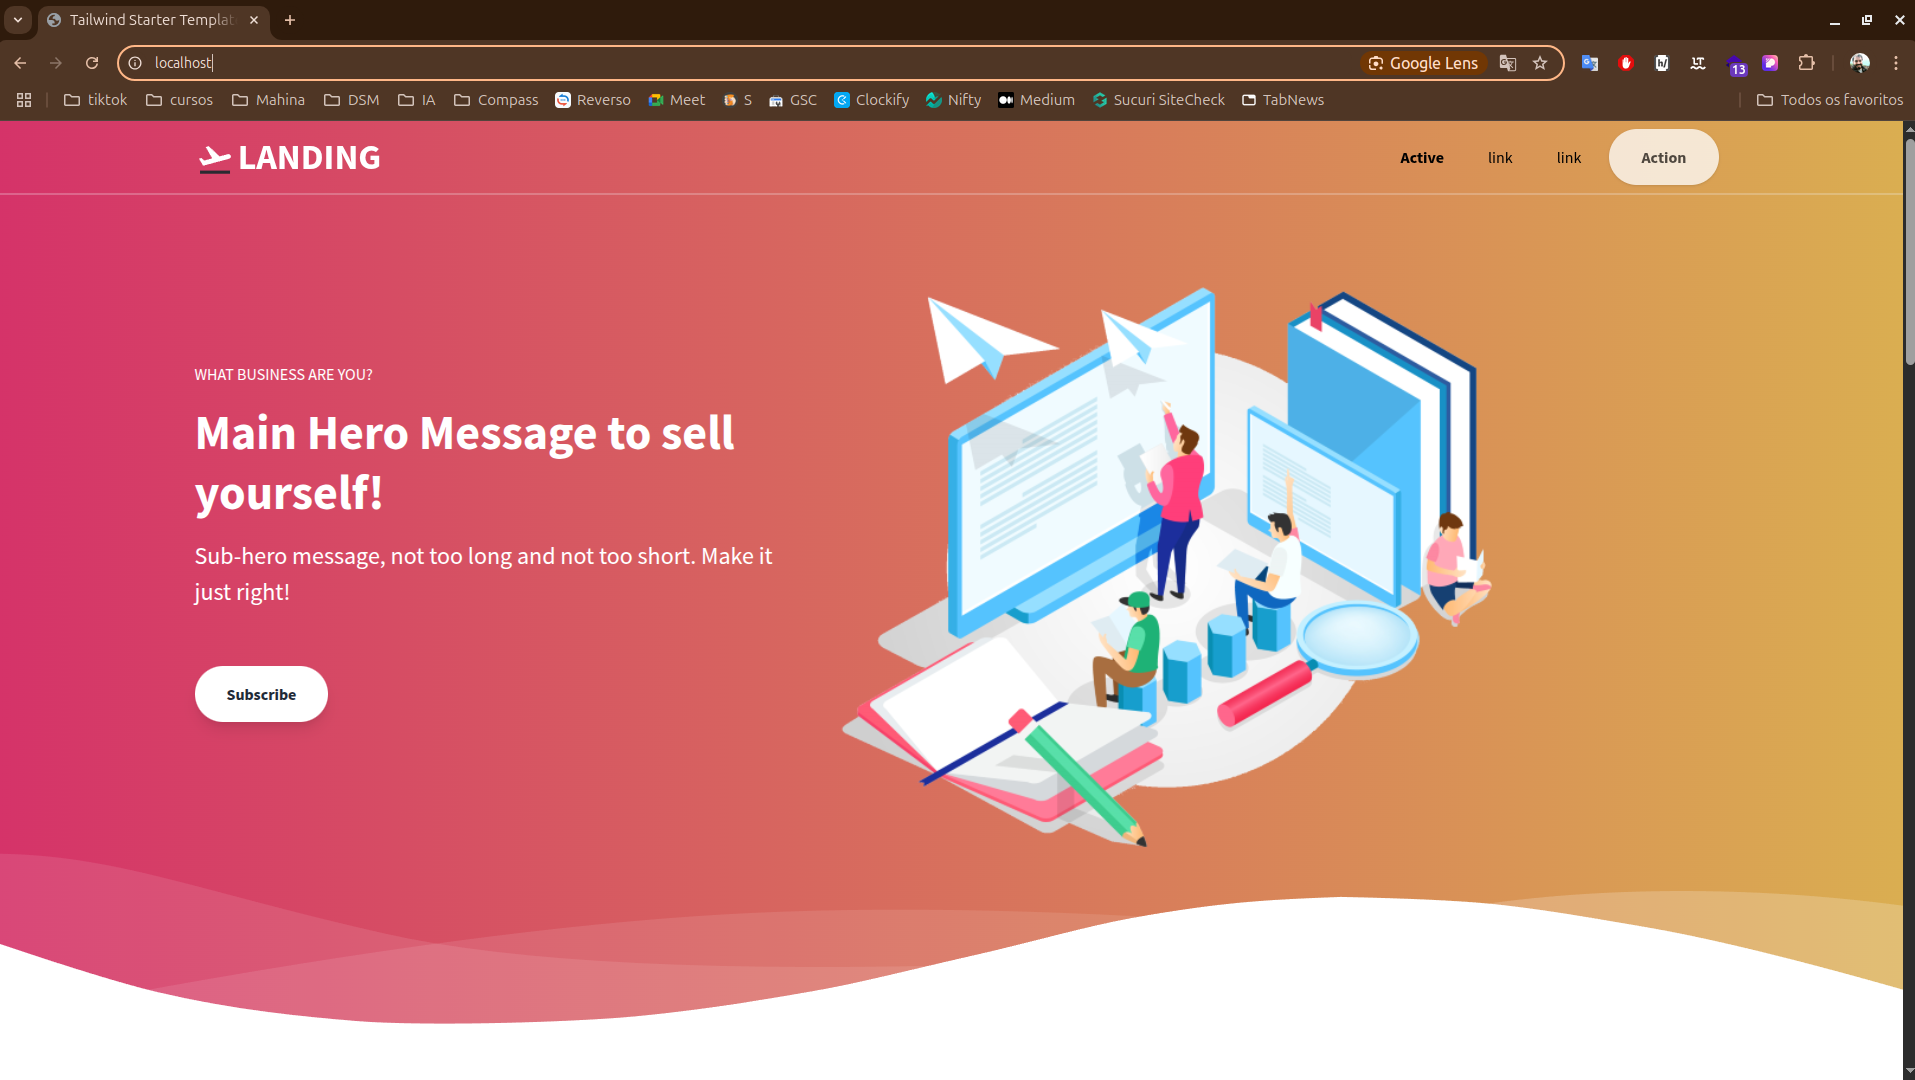 Tailwind Starter Templat
localhost
Google Lens
13
tiktok cursos Mahina DSM IA Compass Reverso Meet S GSC Clockify Nifty Medium Sucuri SiteCheck TabNews Todos os favoritos
LANDING
Active link link Action
WHAT BUSINESS ARE YOU?
Main Hero Message to sell
yourself!
Sub-hero message, not too long and not too short. Make it
just right!
Subscribe